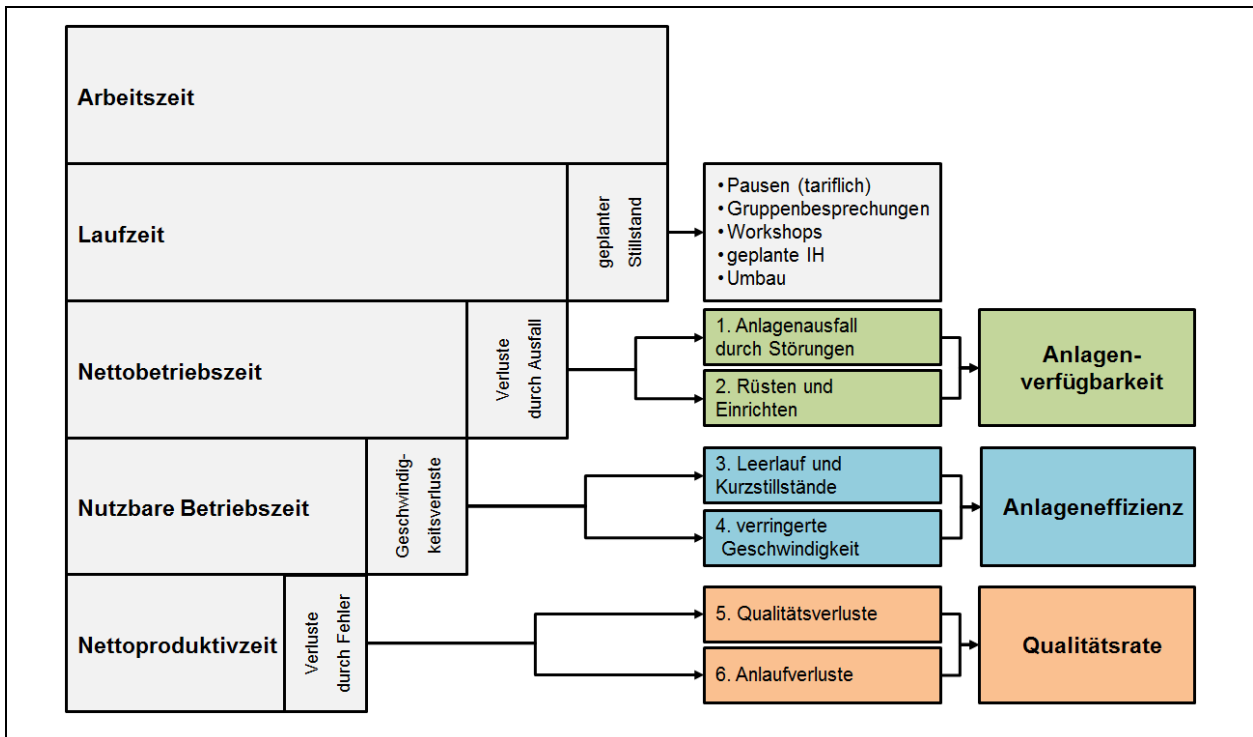 Arbeitszeit
Laufzeit
geplanter
Stillstand
• Pausen (tariflich)
• Gruppenbesprechungen
• Workshops
• geplante IH
• Umbau
Nettobetriebszeit
Verluste
durch Ausfall
1. Anlagenausfall
durch Störungen
2. Rüsten und
Einrichten
Anlagen-
verfügbarkeit
Nutzbare Betriebszeit
Geschwindig-
keitsverluste
3. Leerlauf und
Kurzstillstände
4. verringerte
Geschwindigkeit
Anlageneffizienz
Nettoproduktivzeit
Verluste
durch Fehler
5. Qualitätsverluste
6. Anlaufverluste
Qualitätsrate